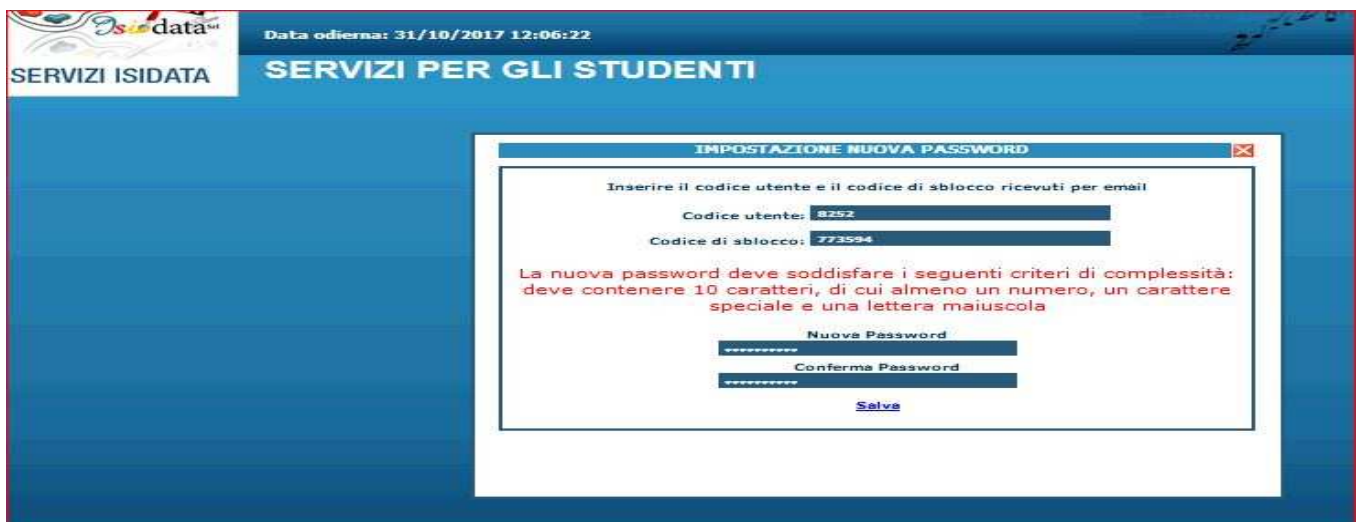 Isidata Srl
Data odierna: 31/10/2017 12:06:22
SERVIZI ISIDATA
SERVIZI PER GLI STUDENTI
IMPOSTAZIONE NUOVA PASSWORD
Inserire il codice utente e il codice di sblocco ricevuti per email
Codice utente: 8252
Codice di sblocco: 773594
La nuova password deve soddisfare i seguenti criteri di complessità:
deve contenere 10 caratteri, di cui almeno un numero, un carattere
speciale e una lettera maiuscola
Nuova Password
••••••••••
Conferma Password
••••••••••
Salva